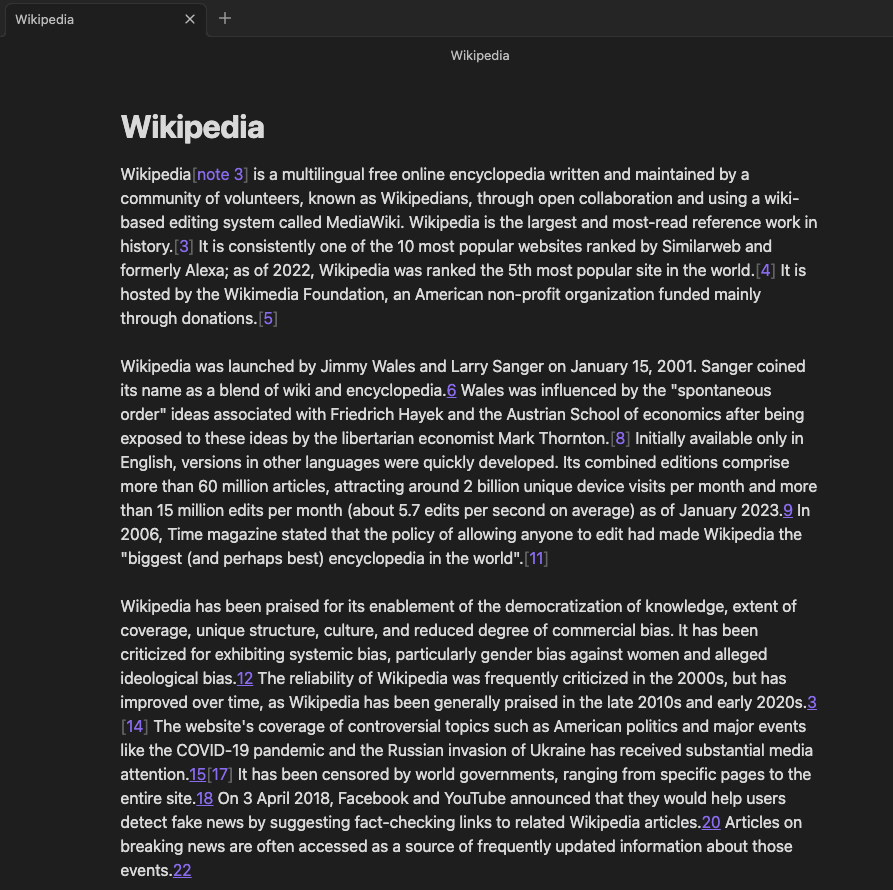 Wikipedia
Wikipedia
Wikipedia
Wikipedia[note 3] is a multilingual free online encyclopedia written and maintained by a
community of volunteers, known as Wikipedians, through open collaboration and using a wiki-
based editing system called MediaWiki. Wikipedia is the largest and most-read reference work in
history.[3] It is consistently one of the 10 most popular websites ranked by Similarweb and
formerly Alexa; as of 2022, Wikipedia was ranked the 5th most popular site in the world.[4] It is
hosted by the Wikimedia Foundation, an American non-profit organization funded mainly
through donations.[5]
Wikipedia was launched by Jimmy Wales and Larry Sanger on January 15, 2001. Sanger coined
its name as a blend of wiki and encyclopedia.6 Wales was influenced by the "spontaneous
order" ideas associated with Friedrich Hayek and the Austrian School of economics after being
exposed to these ideas by the libertarian economist Mark Thornton.[8] Initially available only in
English, versions in other languages were quickly developed. Its combined editions comprise
more than 60 million articles, attracting around 2 billion unique device visits per month and more
than 15 million edits per month (about 5.7 edits per second on average) as of January 2023.9 In
2006, Time magazine stated that the policy of allowing anyone to edit had made Wikipedia the
"biggest (and perhaps best) encyclopedia in the world".[11]
Wikipedia has been praised for its enablement of the democratization of knowledge, extent of
coverage, unique structure, culture, and reduced degree of commercial bias. It has been
criticized for exhibiting systemic bias, particularly gender bias against women and alleged
ideological bias.12 The reliability of Wikipedia was frequently criticized in the 2000s, but has
improved over time, as Wikipedia has been generally praised in the late 2010s and early 2020s.3
[14] The website's coverage of controversial topics such as American politics and major events
like the COVID-19 pandemic and the Russian invasion of Ukraine has received substantial media
attention.15[17] It has been censored by world governments, ranging from specific pages to the
entire site.18 On 3 April 2018, Facebook and YouTube announced that they would help users
detect fake news by suggesting fact-checking links to related Wikipedia articles.20 Articles on
breaking news are often accessed as a source of frequently updated information about those
events.22